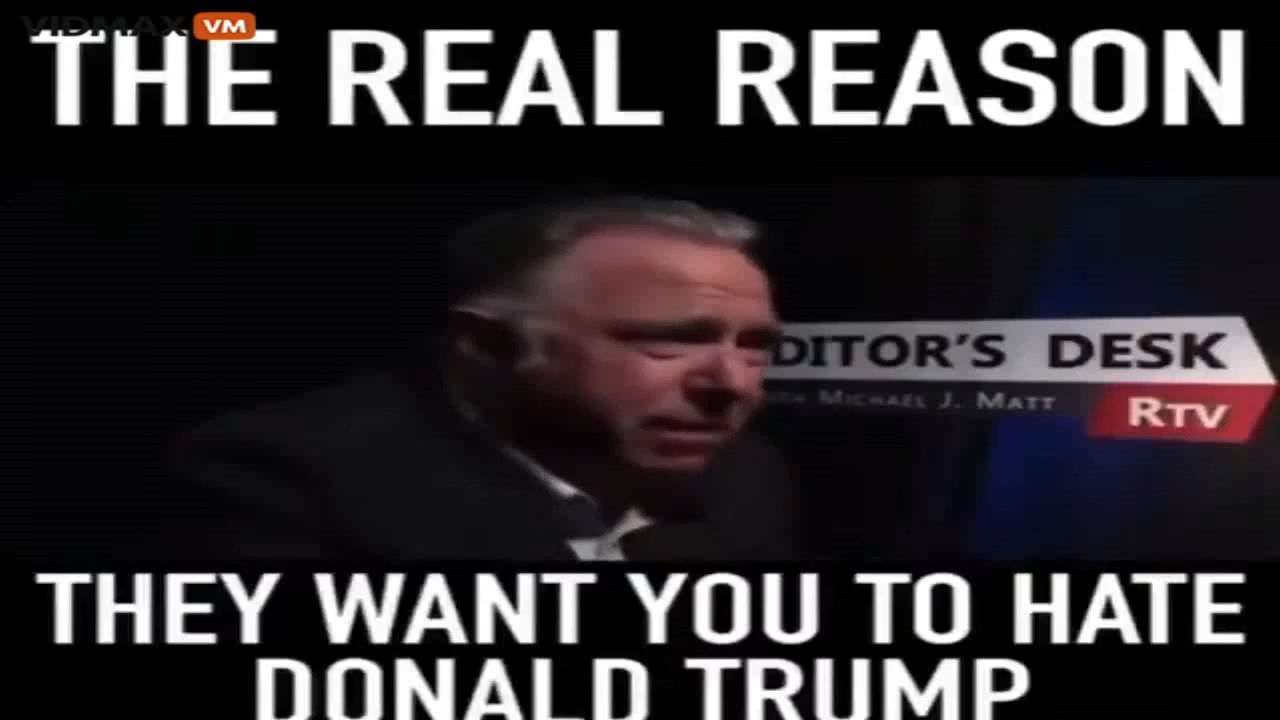 VIDMAX VM
THE REAL REASON
DITOR'S DESK
MICHAEL J. MATT
RTV
THEY WANT YOU TO HATE
DONALD TRUMP